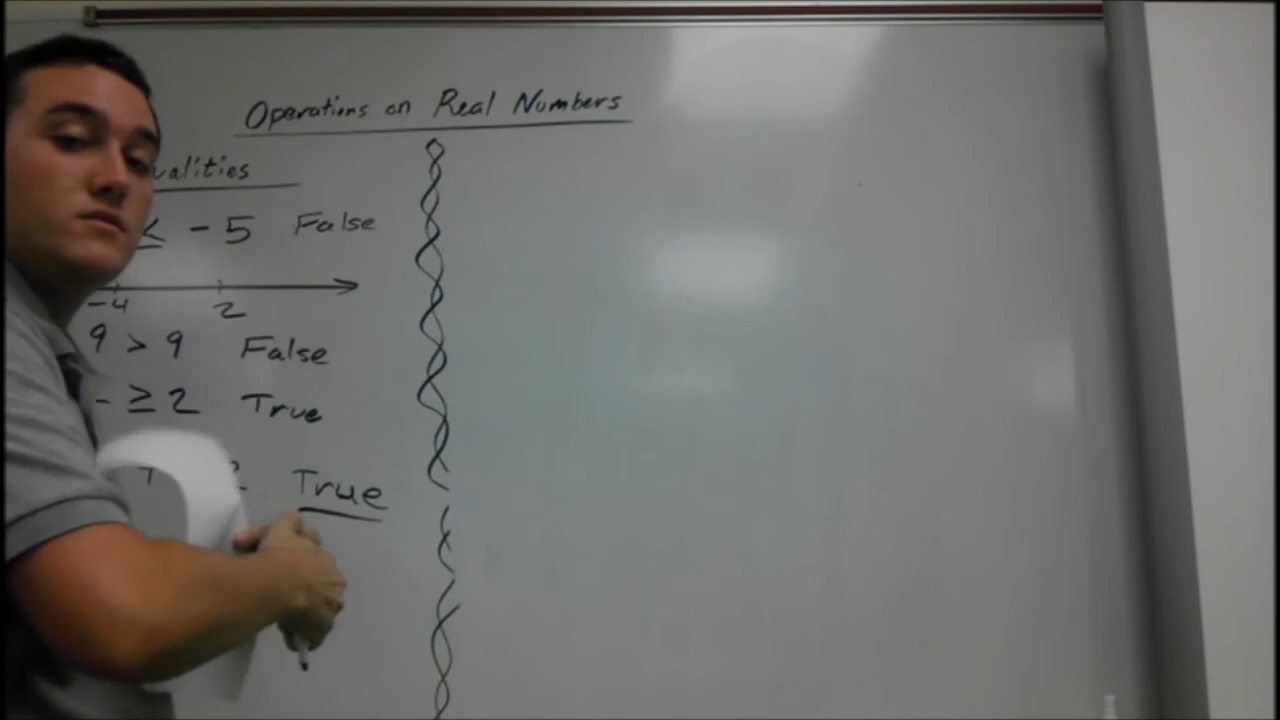 Operations on Real Numbers
ualities
≤ - 5 False
-4 2
9 > 9 False
- ≥ 2 True
True